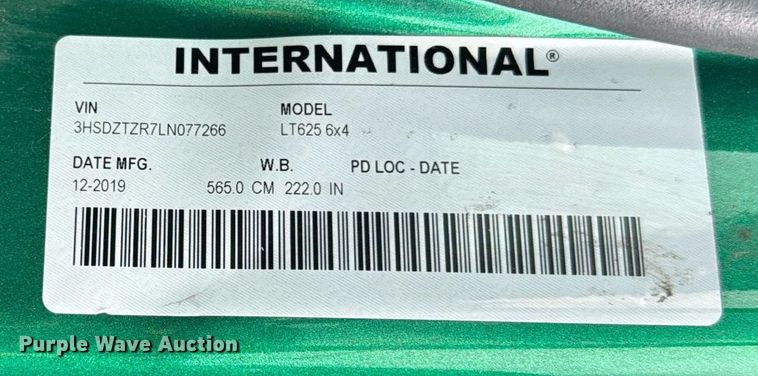 INTERNATIONAL®
VIN MODEL
3HSDZTZR7LN077266 LT625 6x4
DATE MFG. W.B. PD LOC - DATE
12-2019 565.0 CM 222.0 IN
Purple Wave Auction